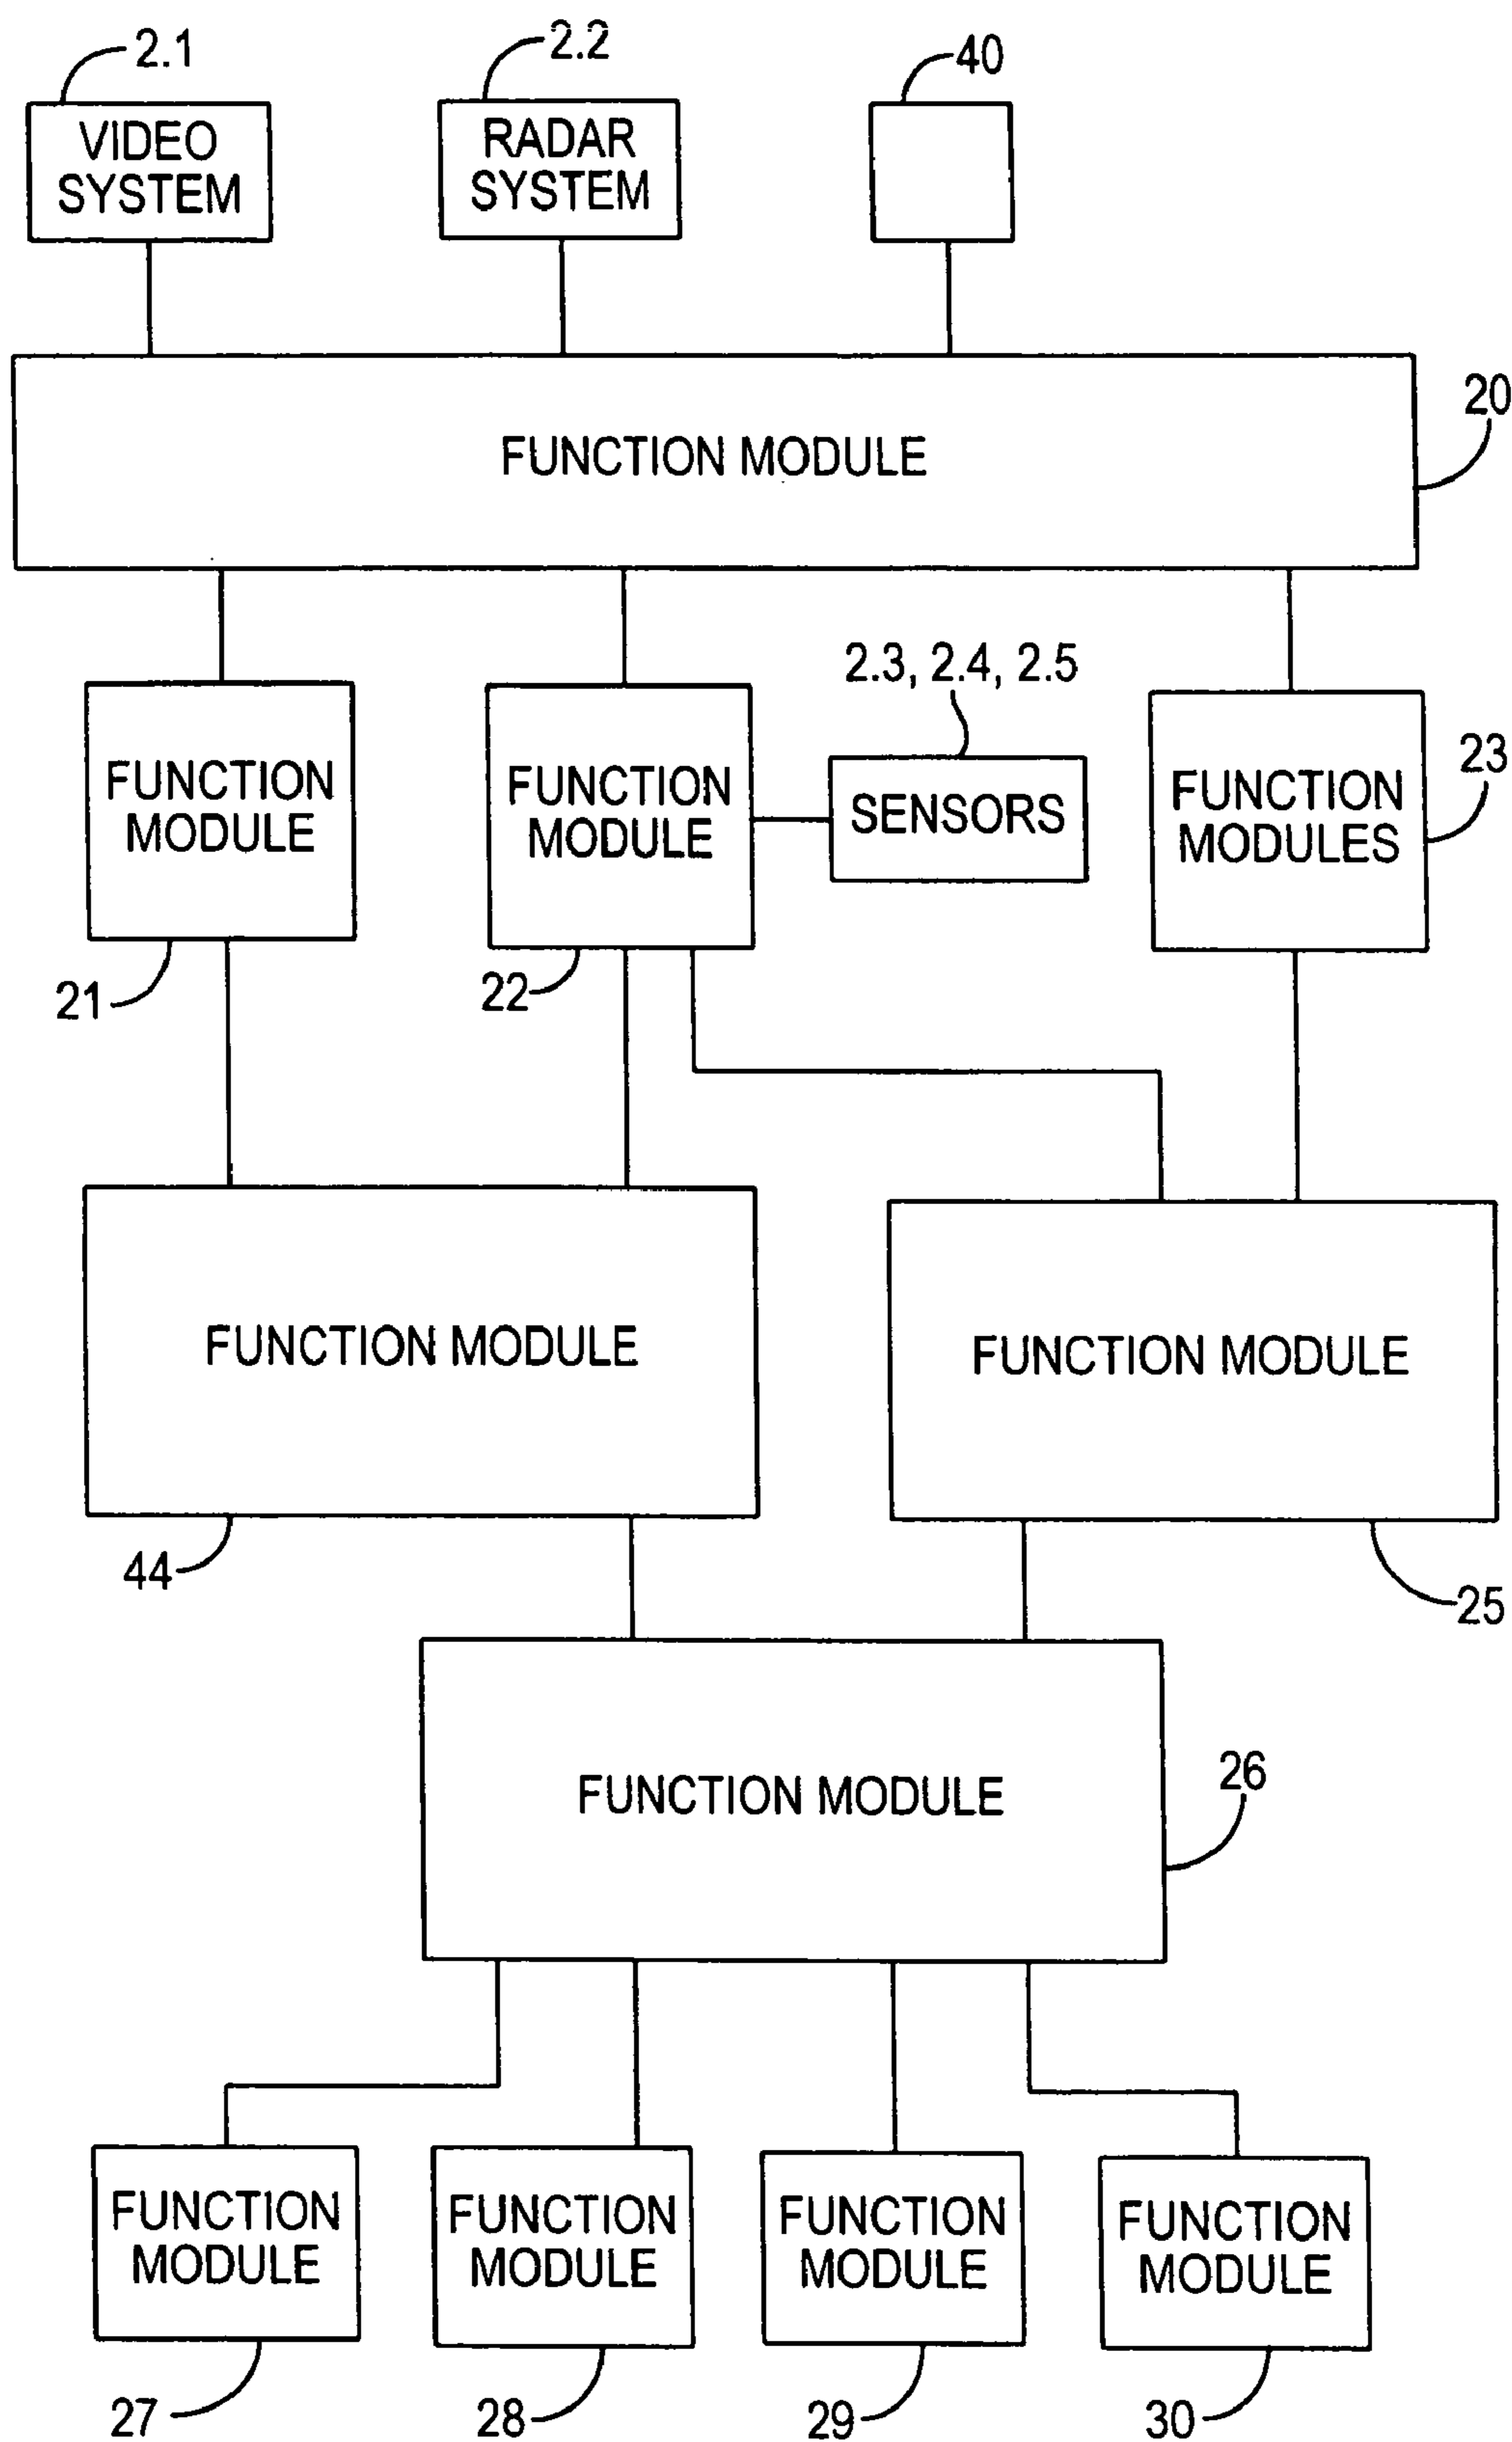 2.1
2.2
40
VIDEO
SYSTEM
RADAR
SYSTEM
20
FUNCTION MODULE
2.3, 2.4, 2.5
FUNCTION
MODULE
FUNCTION
MODULE
SENSORS
FUNCTION
MODULES
23
21
22
FUNCTION MODULE
FUNCTION MODULE
44
25
FUNCTION MODULE
26
FUNCTION
MODULE
FUNCTION
MODULE
FUNCTION
MODULE
FUNCTION
MODULE
27
28
29
30